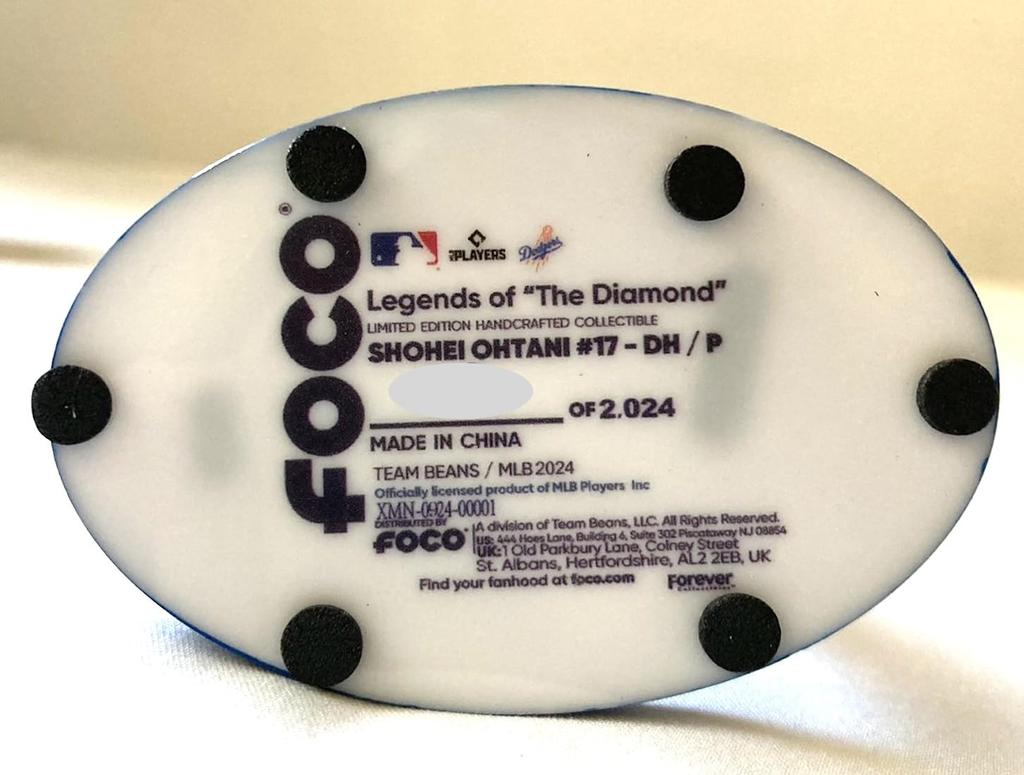 foco®
MLB PLAYERS Dodgers
Legends of "The Diamond"
LIMITED EDITION HANDCRAFTED COLLECTIBLE
SHOHEI OHTANI #17 - DH / P
OF 2.024
MADE IN CHINA
TEAM BEANS / MLB 2024
Officially licensed product of MLB Players Inc
XMN-0924-00001
DISTRIBUTED BY
foco®
A division of Team Beans, LLC. All Rights Reserved.
US: 444 Hoes Lane, Building 6, Suite 302 Piscataway NJ 08854
UK: 1 Old Parkbury Lane, Colney Street
St. Albans, Hertfordshire, AL2 2EB, UK
Find your fanhood at foco.com
Forever
Collectibles